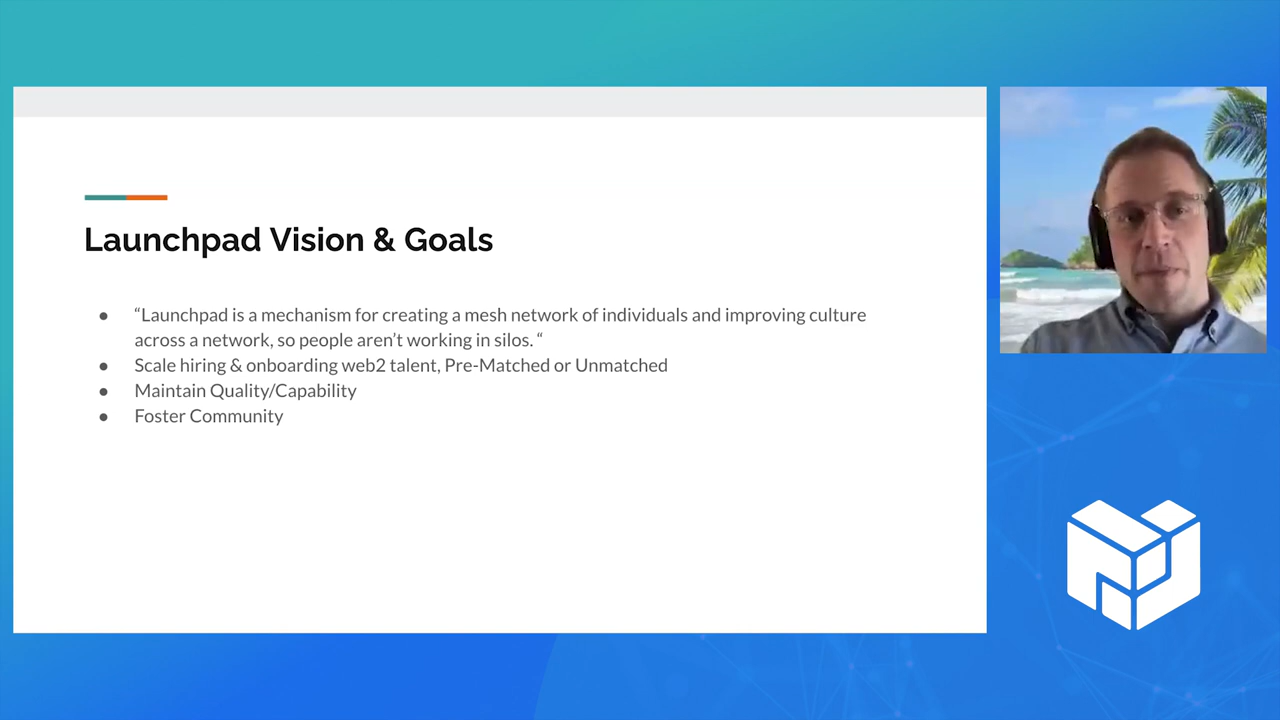 Launchpad Vision & Goals
● “Launchpad is a mechanism for creating a mesh network of individuals and improving culture
across a network, so people aren’t working in silos. “
● Scale hiring & onboarding web2 talent, Pre-Matched or Unmatched
● Maintain Quality/Capability
● Foster Community